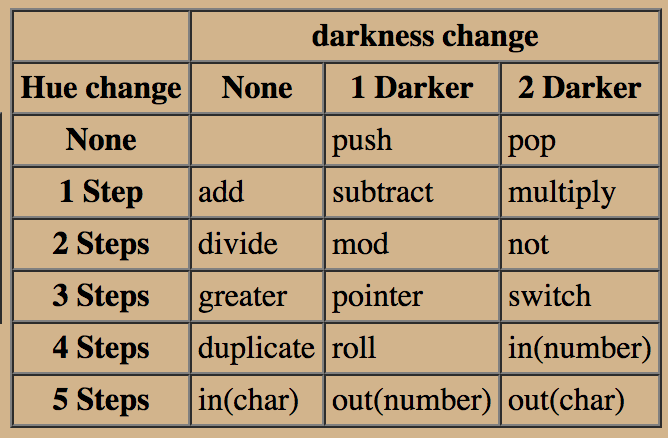 darkness change
Hue change None 1 Darker 2 Darker
None push pop
1 Step add subtract multiply
2 Steps divide mod not
3 Steps greater pointer switch
4 Steps duplicate roll in(number)
5 Steps in(char) out(number) out(char)